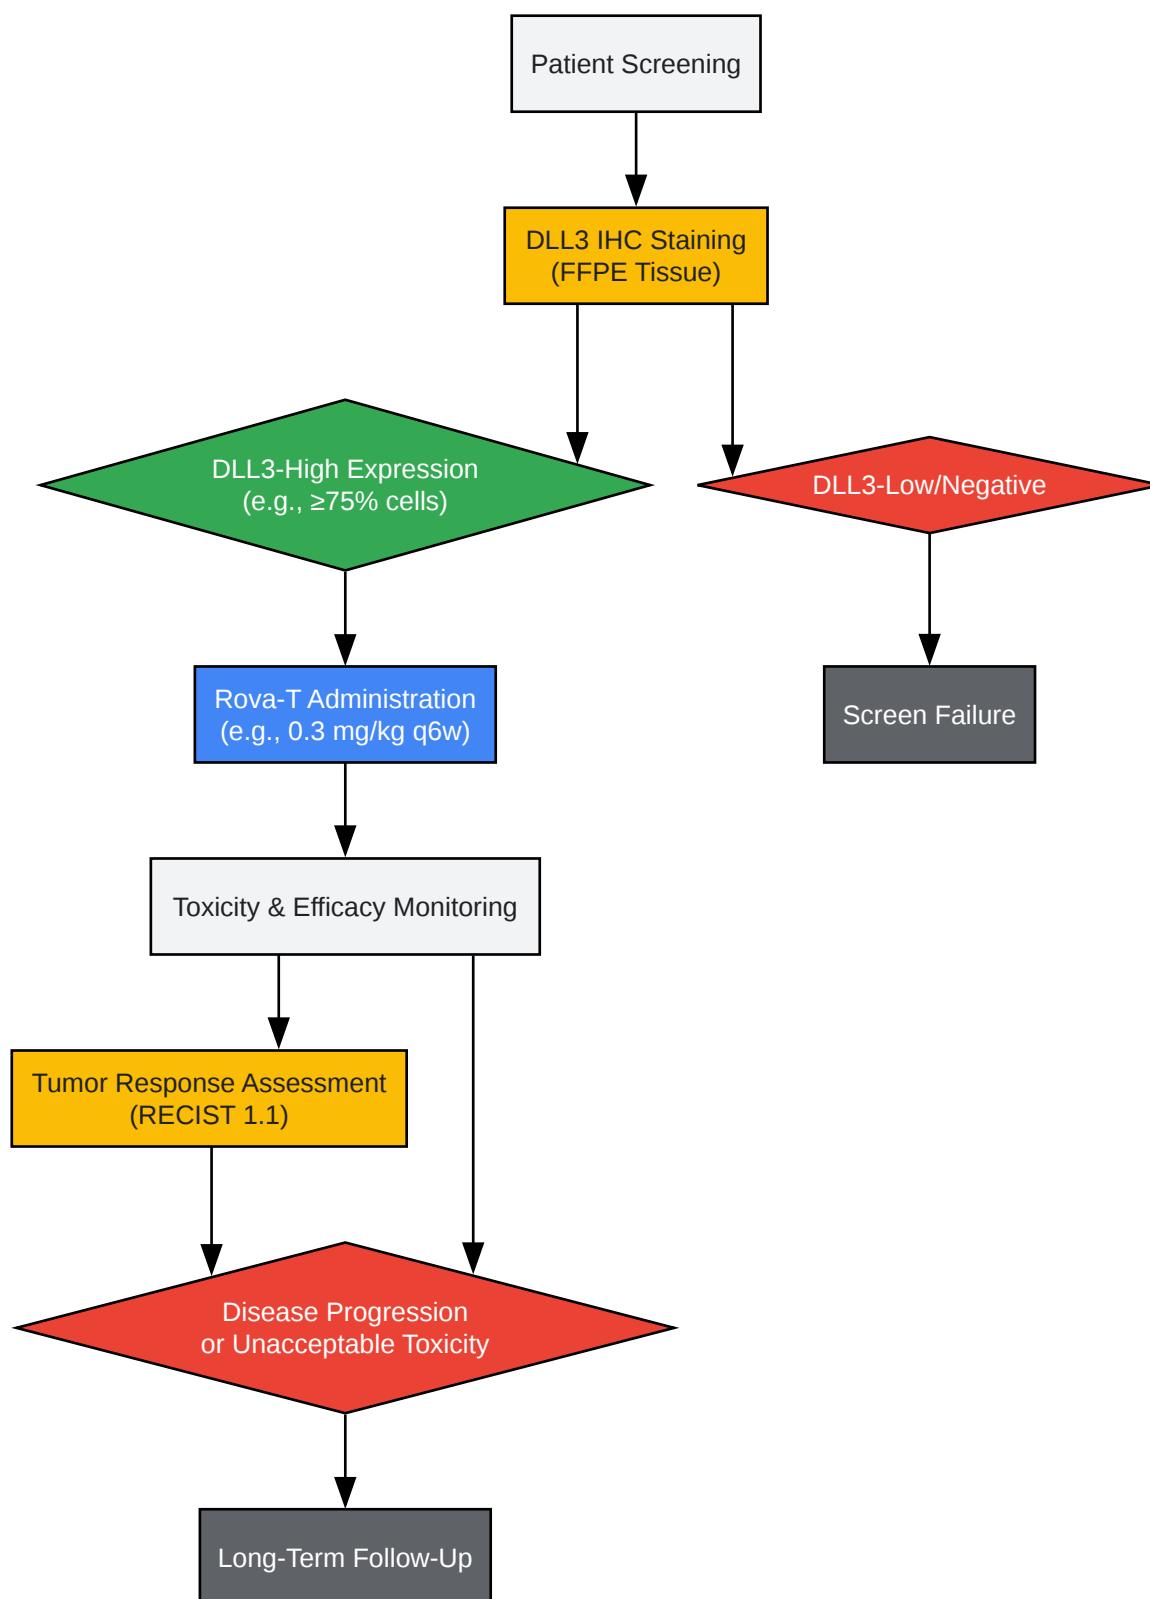 Patient Screening
DLL3 IHC Staining
(FFPE Tissue)
DLL3-High Expression
(e.g., ≥75% cells)
DLL3-Low/Negative
Rova-T Administration
(e.g., 0.3 mg/kg q6w)
Screen Failure
Toxicity & Efficacy Monitoring
Tumor Response Assessment
(RECIST 1.1)
Disease Progression
or Unacceptable Toxicity
Long-Term Follow-Up